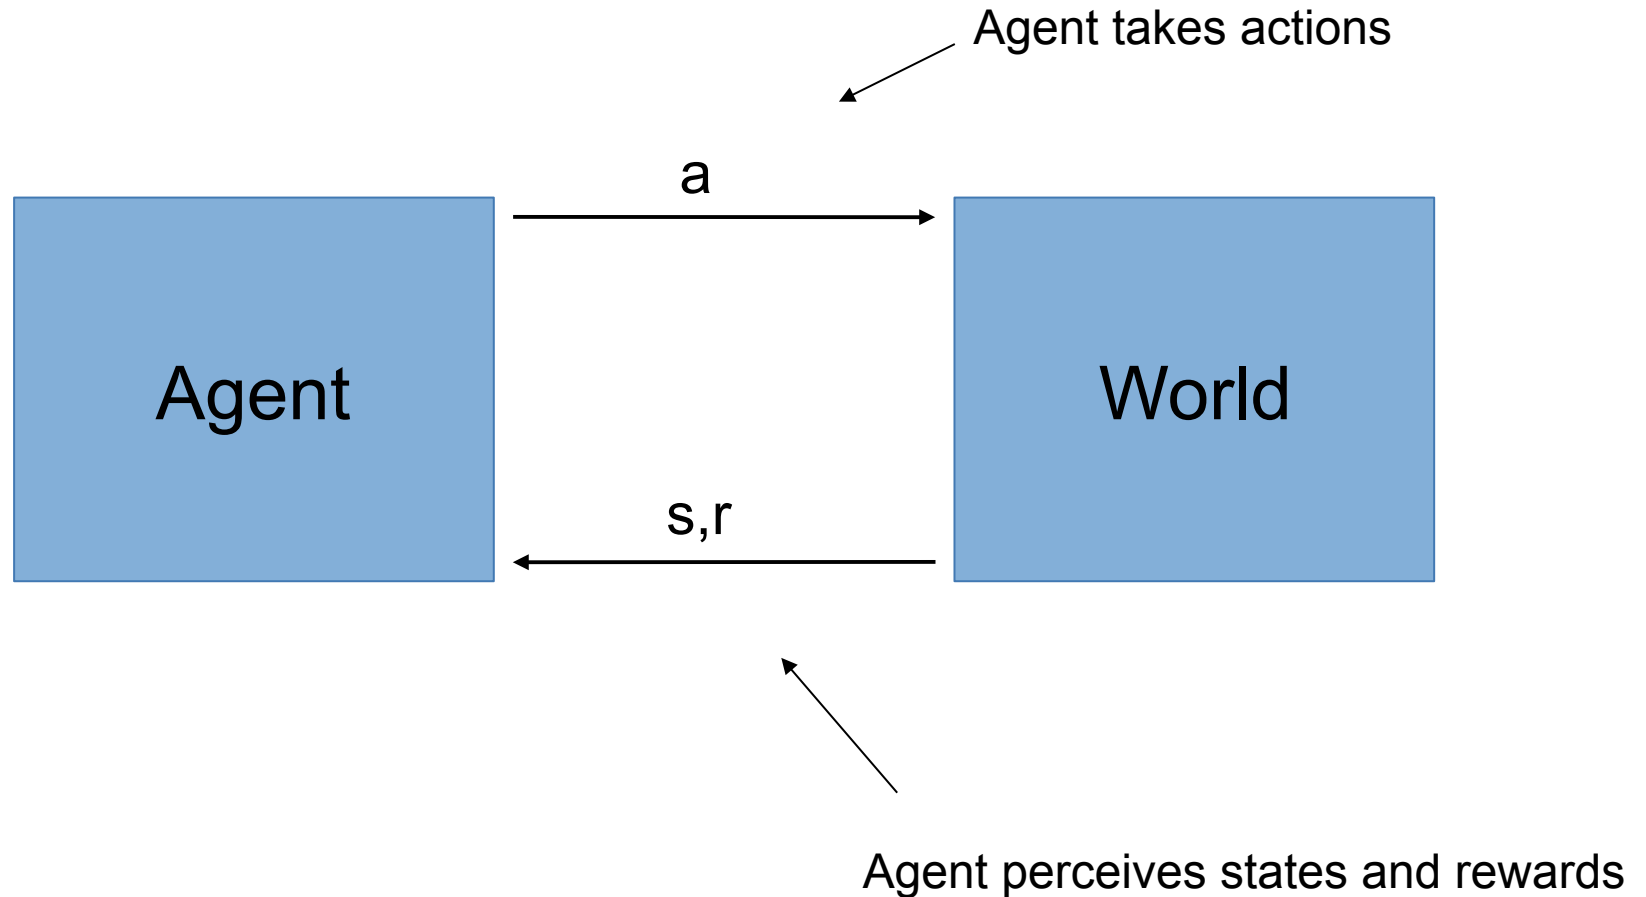 Agent takes actions
a
Agent
World
s,r
Agent perceives states and rewards